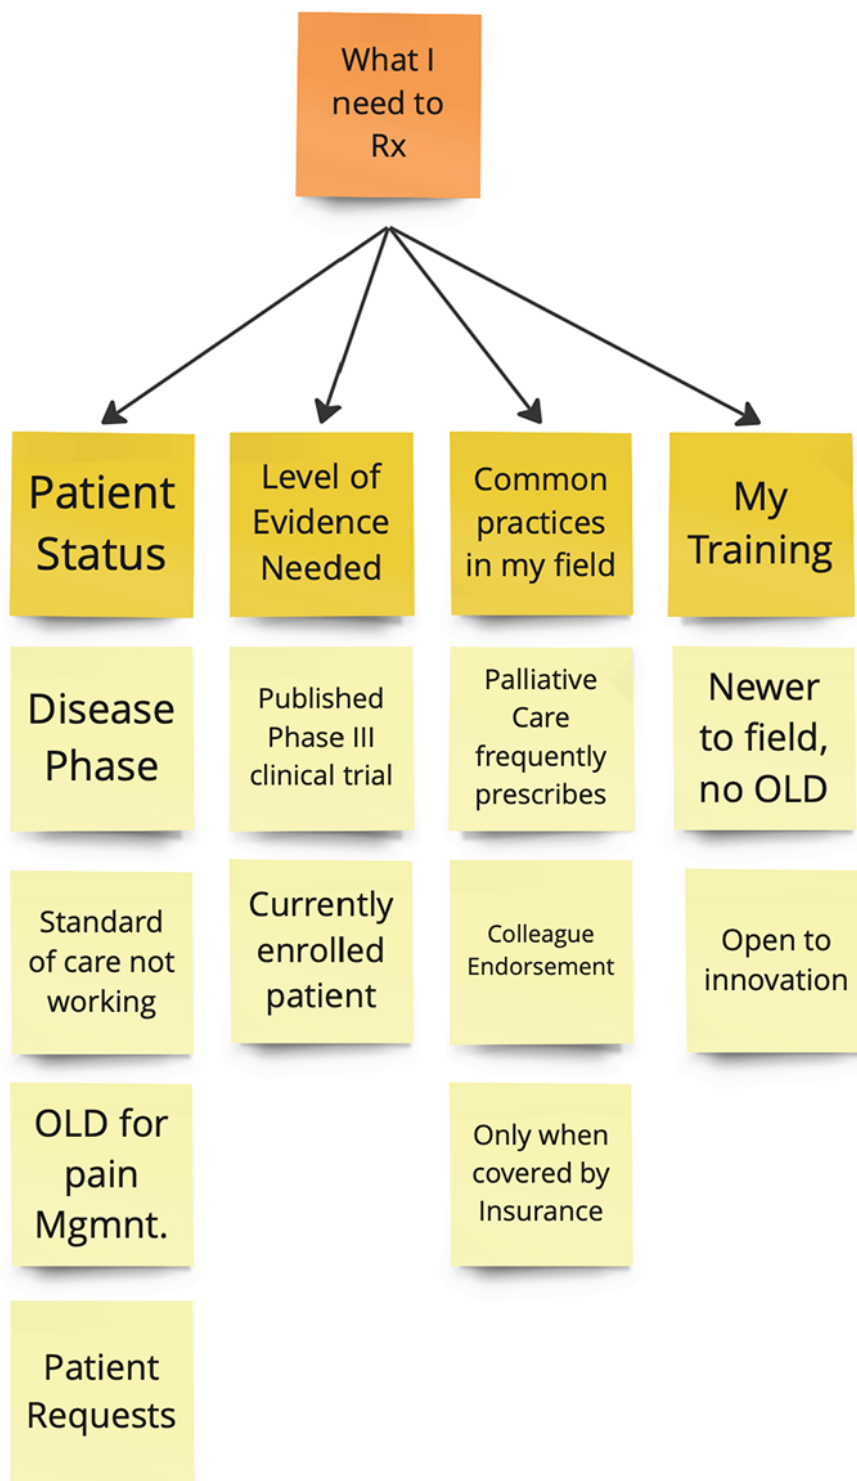 What I
need to
Rx
Patient
Status
Level of
Evidence
Needed
Common
practices
in my field
My
Training
Disease
Phase
Published
Phase III
clinical trial
Palliative
Care
frequently
prescribes
Newer
to field,
no OLD
Standard
of care not
working
Currently
enrolled
patient
Colleague
Endorsement
Open to
innovation
OLD for
pain
Mgmnt.
Only when
covered by
Insurance
Patient
Requests